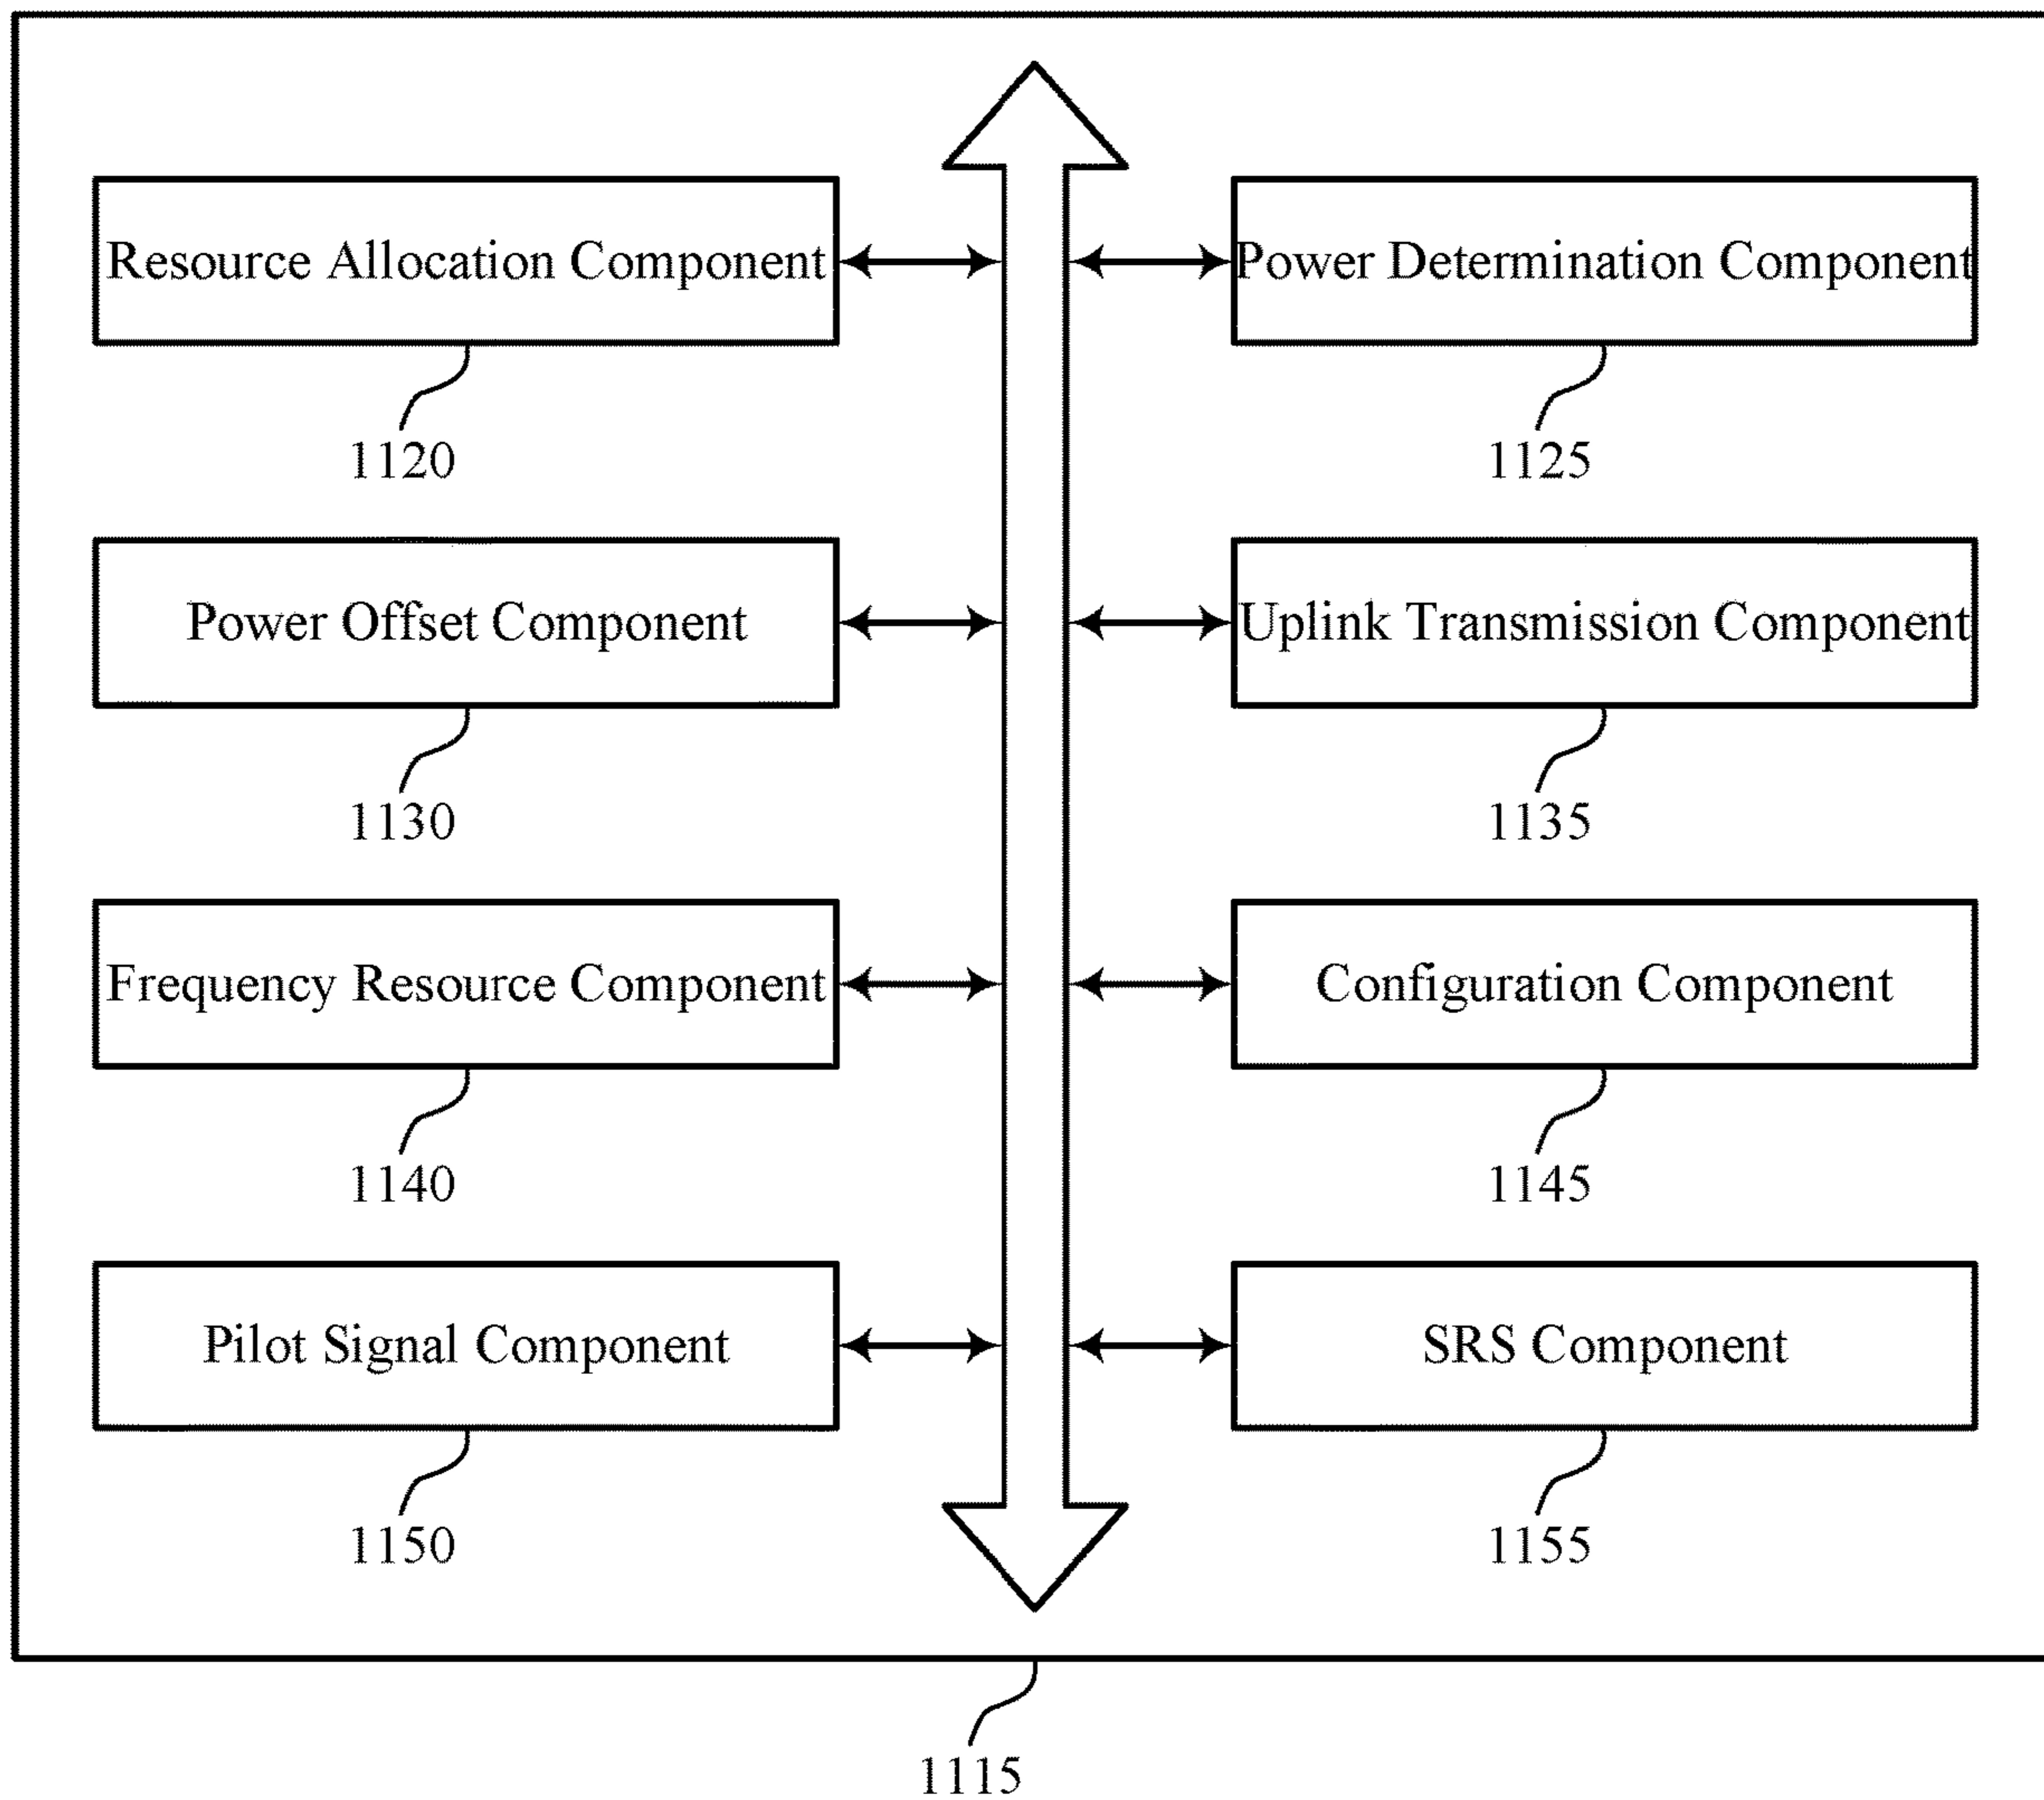 Resource Allocation Component
Power Determination Component
1120
1125
Power Offset Component
Uplink Transmission Component
1130
1135
Frequency Resource Component
Configuration Component
1140
1145
Pilot Signal Component
SRS Component
1150
1155
1115